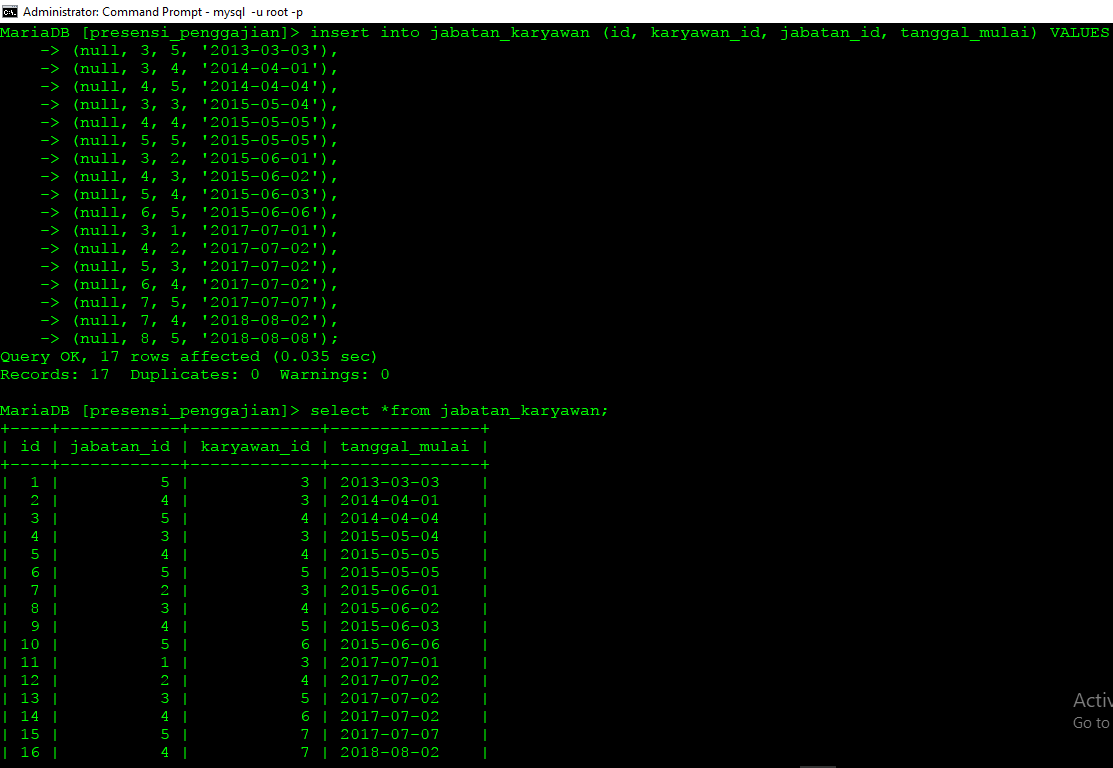 Administrator: Command Prompt - mysql  -u root -p
MariaDB [presensi_penggajian]> insert into jabatan_karyawan (id, karyawan_id, jabatan_id, tanggal_mulai) VALUES
    -> (null, 3, 5, '2013-03-03'),
    -> (null, 3, 4, '2014-04-01'),
    -> (null, 4, 5, '2014-04-04'),
    -> (null, 3, 3, '2015-05-04'),
    -> (null, 4, 4, '2015-05-05'),
    -> (null, 5, 5, '2015-05-05'),
    -> (null, 3, 2, '2015-06-01'),
    -> (null, 4, 3, '2015-06-02'),
    -> (null, 5, 4, '2015-06-03'),
    -> (null, 6, 5, '2015-06-06'),
    -> (null, 3, 1, '2017-07-01'),
    -> (null, 4, 2, '2017-07-02'),
    -> (null, 5, 3, '2017-07-02'),
    -> (null, 6, 4, '2017-07-02'),
    -> (null, 7, 5, '2017-07-07'),
    -> (null, 7, 4, '2018-08-02'),
    -> (null, 8, 5, '2018-08-08');
Query OK, 17 rows affected (0.035 sec)
Records: 17  Duplicates: 0  Warnings: 0
MariaDB [presensi_penggajian]> select *from jabatan_karyawan;
+----+------------+-------------+---------------+
| id | jabatan_id | karyawan_id | tanggal_mulai |
+----+------------+-------------+---------------+
|  1 |          5 |           3 | 2013-03-03    |
|  2 |          4 |           3 | 2014-04-01    |
|  3 |          5 |           4 | 2014-04-04    |
|  4 |          3 |           3 | 2015-05-04    |
|  5 |          4 |           4 | 2015-05-05    |
|  6 |          5 |           5 | 2015-05-05    |
|  7 |          2 |           3 | 2015-06-01    |
|  8 |          3 |           4 | 2015-06-02    |
|  9 |          4 |           5 | 2015-06-03    |
| 10 |          5 |           6 | 2015-06-06    |
| 11 |          1 |           3 | 2017-07-01    |
| 12 |          2 |           4 | 2017-07-02    |
| 13 |          3 |           5 | 2017-07-02    |
| 14 |          4 |           6 | 2017-07-02    |
| 15 |          5 |           7 | 2017-07-07    |
| 16 |          4 |           7 | 2018-08-02    |
Go to